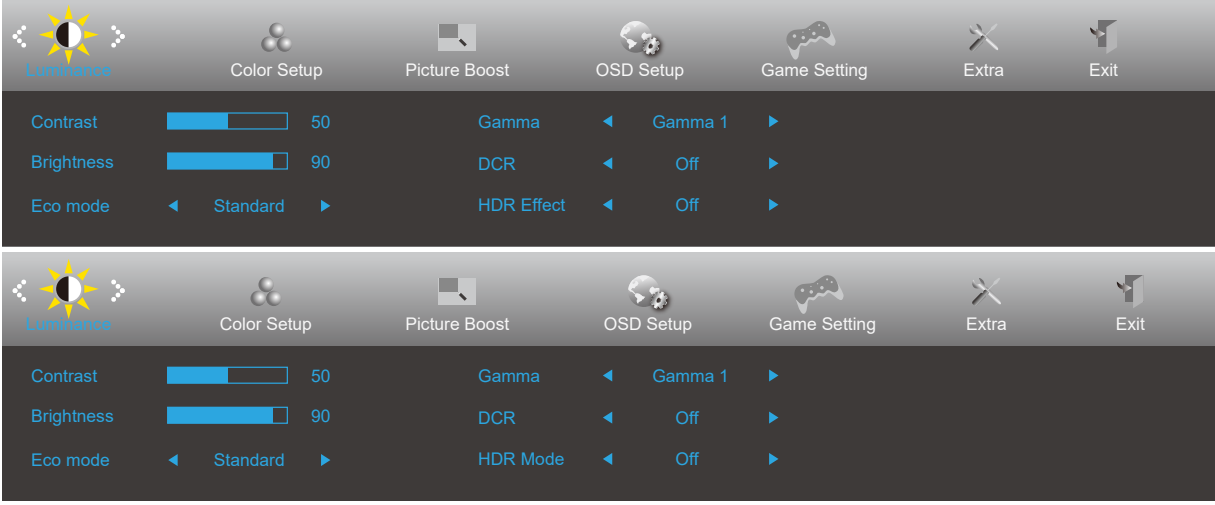 Luminance Color Setup Picture Boost OSD Setup Game Setting Extra Exit
Contrast 50 Gamma Gamma 1
Brightness 90 DCR Off
Eco mode Standard HDR Effect Off
Luminance Color Setup Picture Boost OSD Setup Game Setting Extra Exit
Contrast 50 Gamma Gamma 1
Brightness 90 DCR Off
Eco mode Standard HDR Mode Off